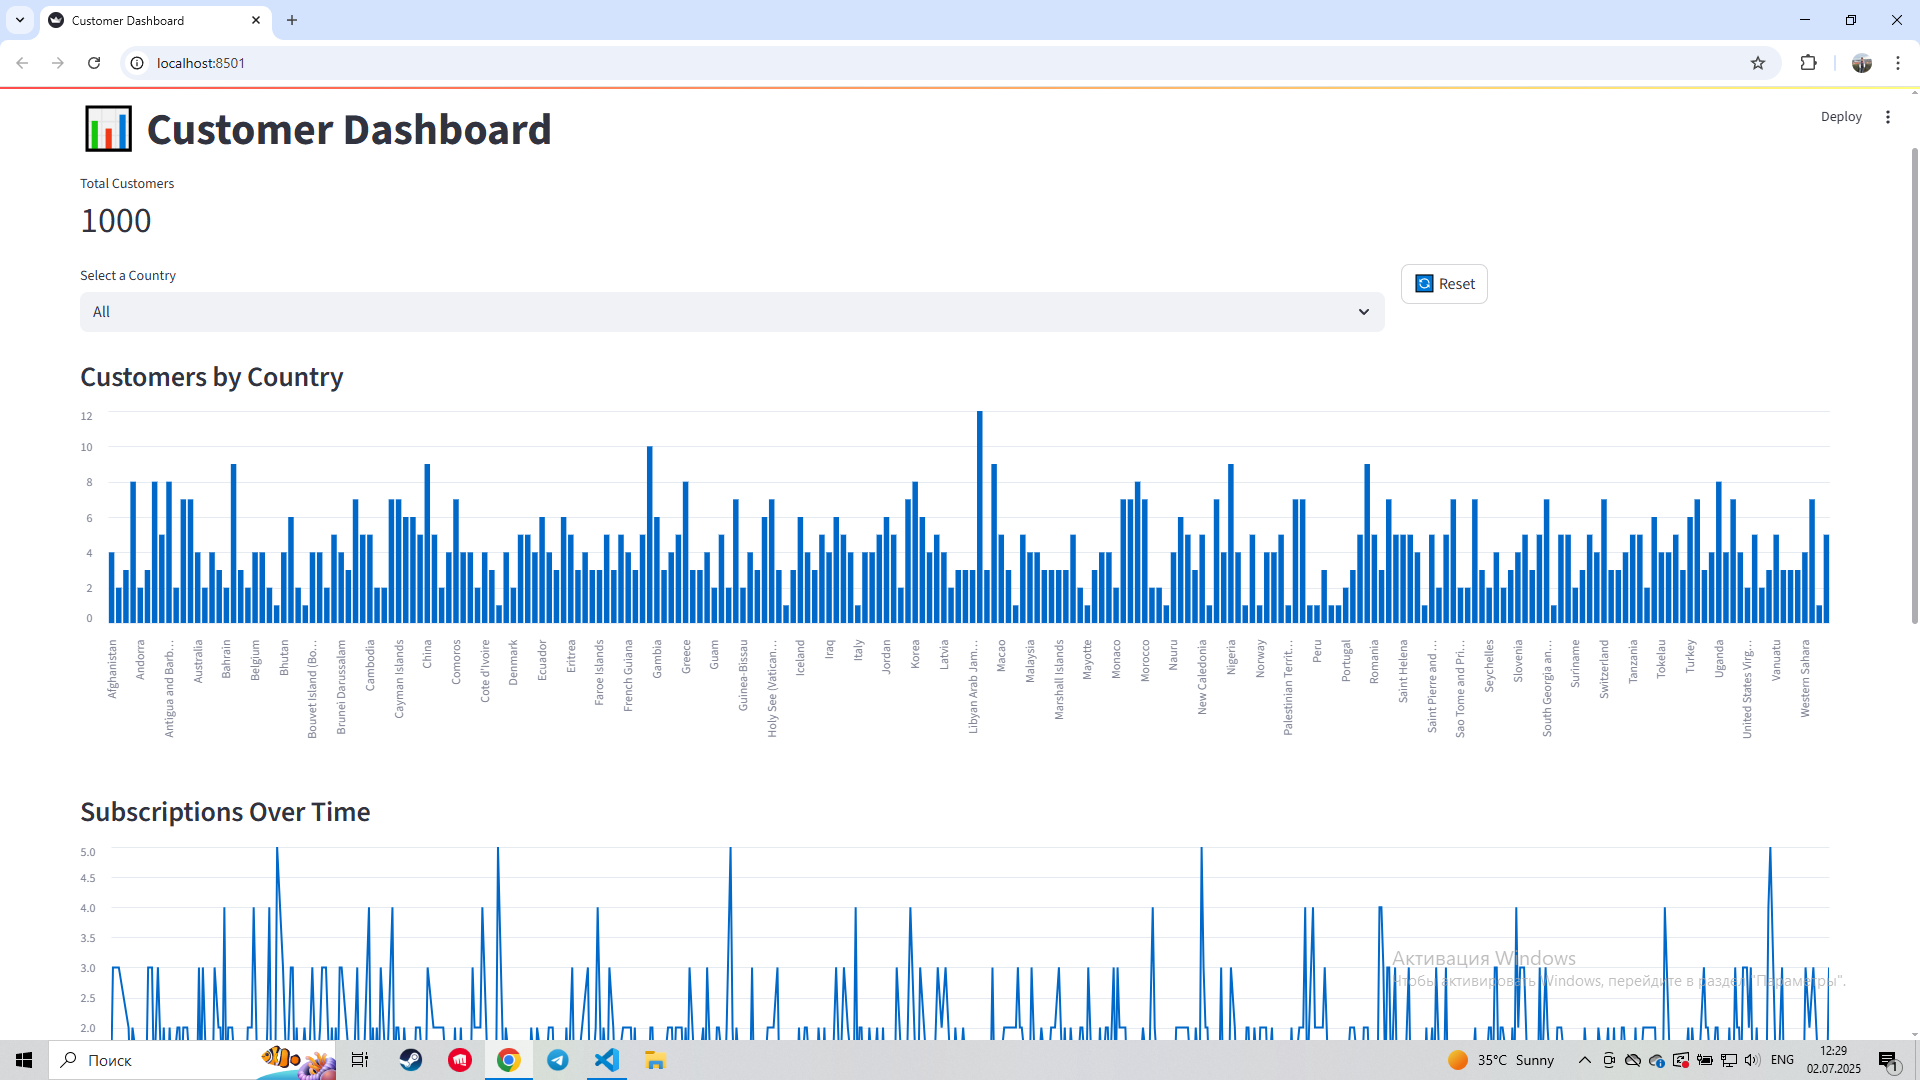 Customer Dashboard
localhost:8501
Deploy
Customer Dashboard
Total Customers
1000
Select a Country
All
Reset
Customers by Country
12
10
8
6
4
2
0
Afghanistan
Andorra
Antigua and Barb…
Australia
Bahrain
Belgium
Bhutan
Bouvet Island (Bo…
Brunei Darussalam
Cambodia
Cayman Islands
China
Comoros
Cote d'Ivoire
Denmark
Ecuador
Eritrea
Faroe Islands
French Guiana
Gambia
Greece
Guam
Guinea-Bissau
Holy See (Vatican…
Iceland
Iraq
Italy
Jordan
Korea
Latvia
Libyan Arab Jam…
Macao
Malaysia
Marshall Islands
Mayotte
Monaco
Morocco
Nauru
New Caledonia
Nigeria
Norway
Palestinian Territ…
Peru
Portugal
Romania
Saint Helena
Saint Pierre and …
Sao Tome and Pri…
Seychelles
Slovenia
South Georgia an…
Suriname
Switzerland
Tanzania
Tokelau
Turkey
Uganda
United States Virg…
Vanuatu
Western Sahara
Subscriptions Over Time
5.0
4.5
4.0
3.5
3.0
2.5
2.0
Активация Windows
Чтобы активировать Windows, перейдите в раздел "Параметры".
Поиск
35°C Sunny
ENG
12:29
02.07.2025
1